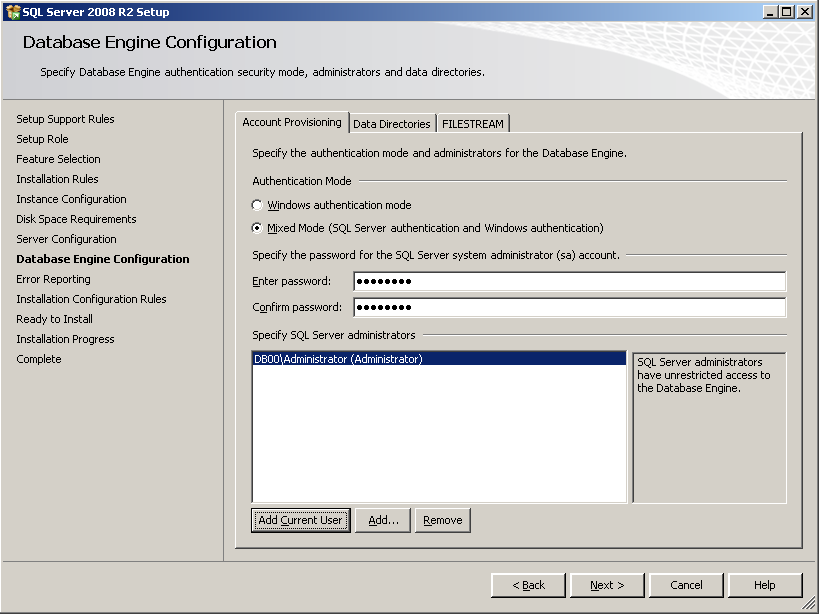 SQL Server 2008 R2 Setup
Database Engine Configuration
Specify Database Engine authentication security mode, administrators and data directories.
Setup Support Rules
Setup Role
Feature Selection
Installation Rules
Instance Configuration
Disk Space Requirements
Server Configuration
Database Engine Configuration
Error Reporting
Installation Configuration Rules
Ready to Install
Installation Progress
Complete
Account Provisioning
Data Directories
FILESTREAM
Specify the authentication mode and administrators for the Database Engine.
Authentication Mode
Windows authentication mode
Mixed Mode (SQL Server authentication and Windows authentication)
Specify the password for the SQL Server system administrator (sa) account.
Enter password: ●●●●●●●●
Confirm password: ●●●●●●●●
Specify SQL Server administrators
DB00\Administrator (Administrator)
SQL Server administrators
have unrestricted access to
the Database Engine.
Add Current User
Add...
Remove
< Back
Next >
Cancel
Help